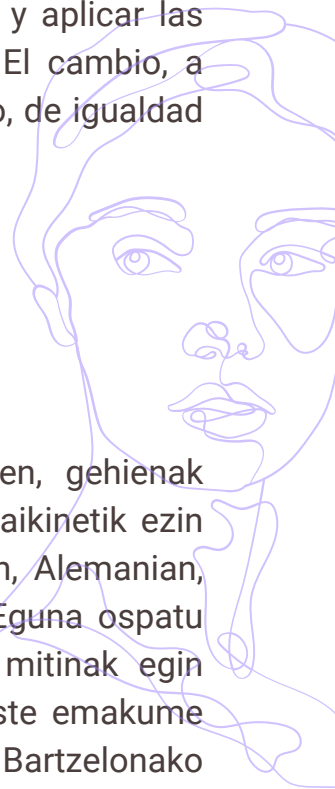 y aplicar las
El cambio, a
o, de igualdad
en, gehienak
aikinetik ezin
n, Alemanian,
Eguna ospatu
mitinak egin
ste emakume
Bartzelonako